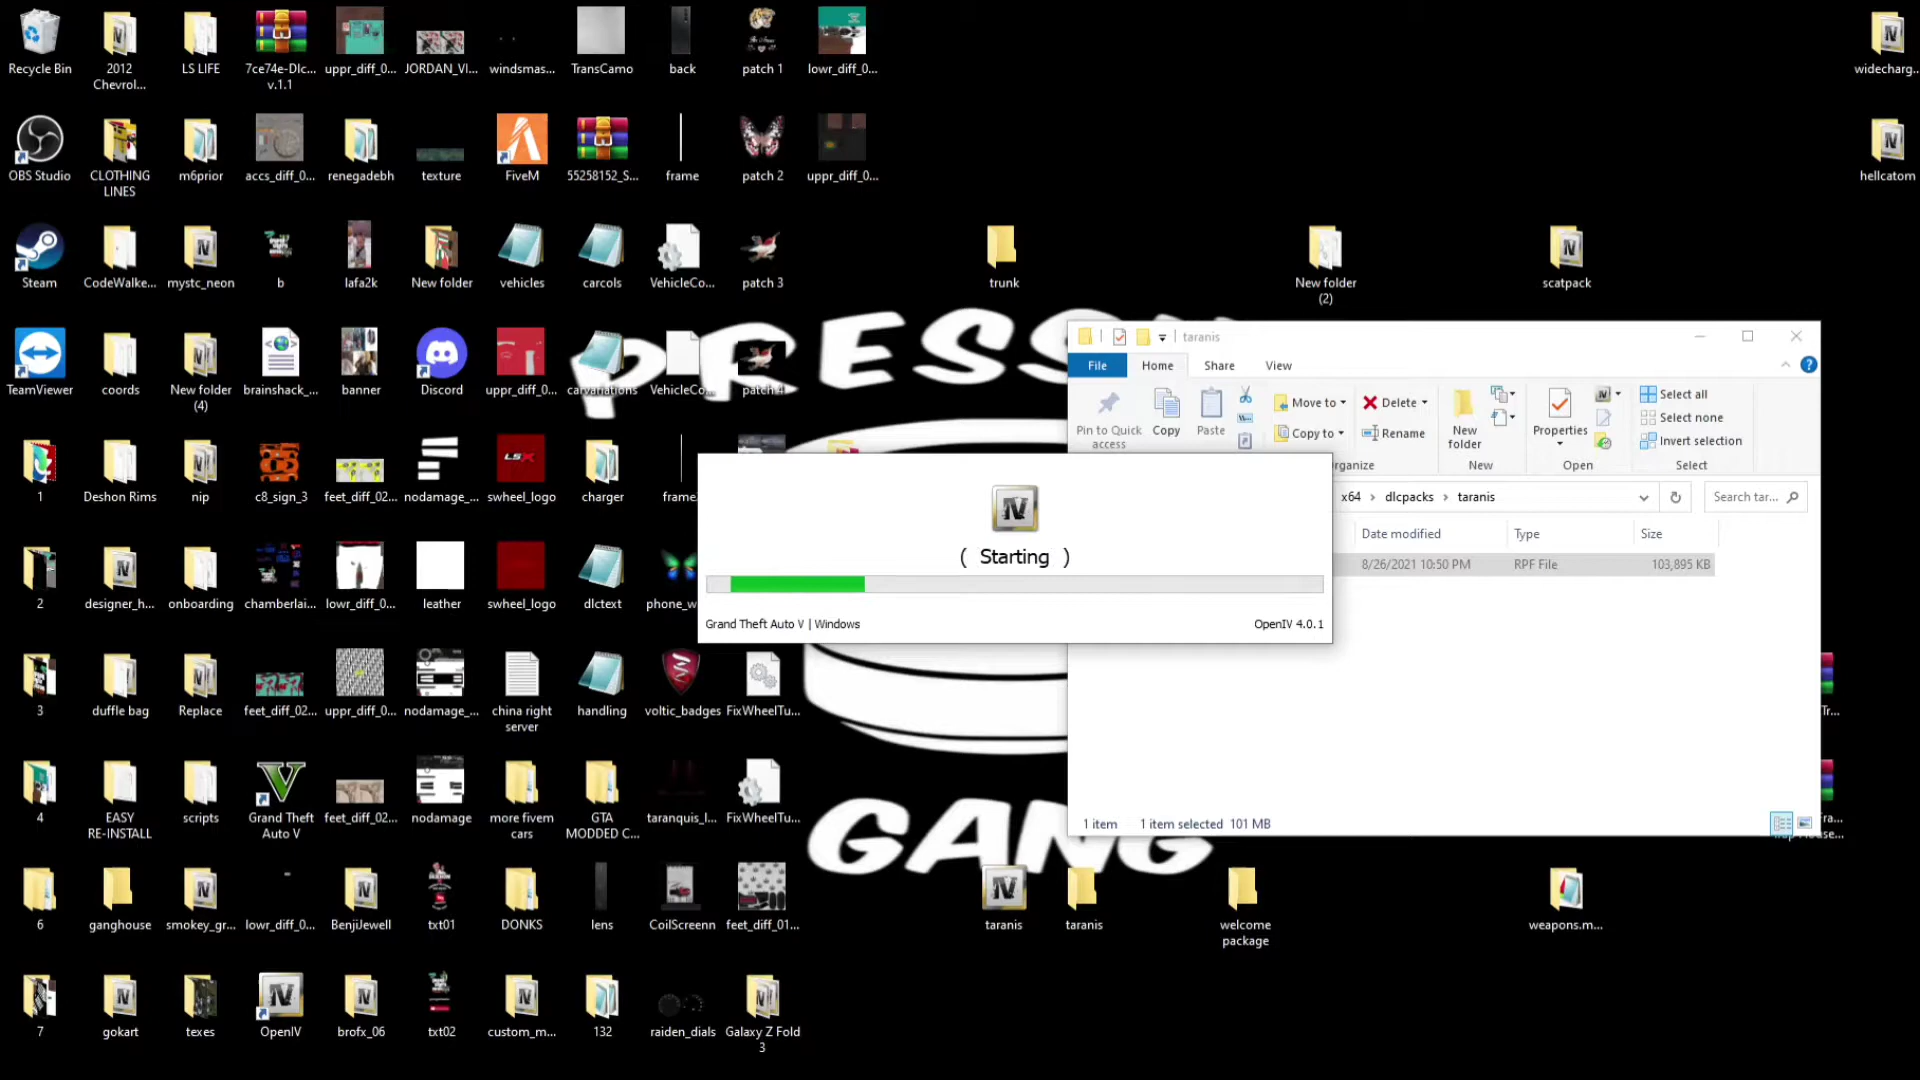 Recycle Bin
2012
Chevrol...
LS LIFE
7ce74e-Dlc...
v.1.1
uppr_diff_0...
JORDAN_VI...
windsmas...
TransCamo
back
patch 1
lowr_diff_0...
widecharg...
OBS Studio
CLOTHING
LINES
m6prior
accs_diff_0...
renegadebh
texture
FiveM
55258152_S...
frame
patch 2
uppr_diff_0...
hellcatom
Steam
CodeWalke...
mystc_neon
b
lafa2k
New folder
vehicles
carcols
VehicleCo...
patch 3
trunk
New folder
(2)
scatpack
TeamViewer
coords
New folder
(4)
brainshack_...
banner
Discord
uppr_diff_0...
carvariations
VehicleCo...
patch 4
1
Deshon Rims
nip
c8_sign_3
feet_diff_02...
nodamage_...
swheel_logo
charger
2
designer_h...
onboarding
chamberlai...
lowr_diff_0...
leather
swheel_logo
dlctext
3
duffle bag
Replace
feet_diff_02...
uppr_diff_0...
nodamage_...
china right
server
handling
voltic_badges
FixWheelTu...
4
EASY
RE-INSTALL
scripts
Grand Theft
Auto V
feet_diff_02...
nodamage
more fivem
cars
GTA
MODDED C...
taranquis_l...
FixWheelTu...
6
ganghouse
smokey_gr...
lowr_diff_0...
BenjiJewell
txt01
DONKS
lens
CoilScreenn
feet_diff_01...
taranis
taranis
welcome
package
weapons.m...
7
gokart
texes
OpenIV
brofx_06
txt02
custom_m...
132
raiden_dials
Galaxy Z Fold
3
GANG
taranis
File
Home
Share
View
Pin to Quick
access
Copy
Paste
Move to
Copy to
Delete
Rename
New
folder
Properties
Select all
Select none
Invert selection
New
Open
Select
x64 › dlcpacks › taranis
Search tar...
Date modified
Type
Size
8/26/2021 10:50 PM
RPF File
103,895 KB
1 item
1 item selected 101 MB
( Starting )
Grand Theft Auto V | Windows
OpenIV 4.0.1